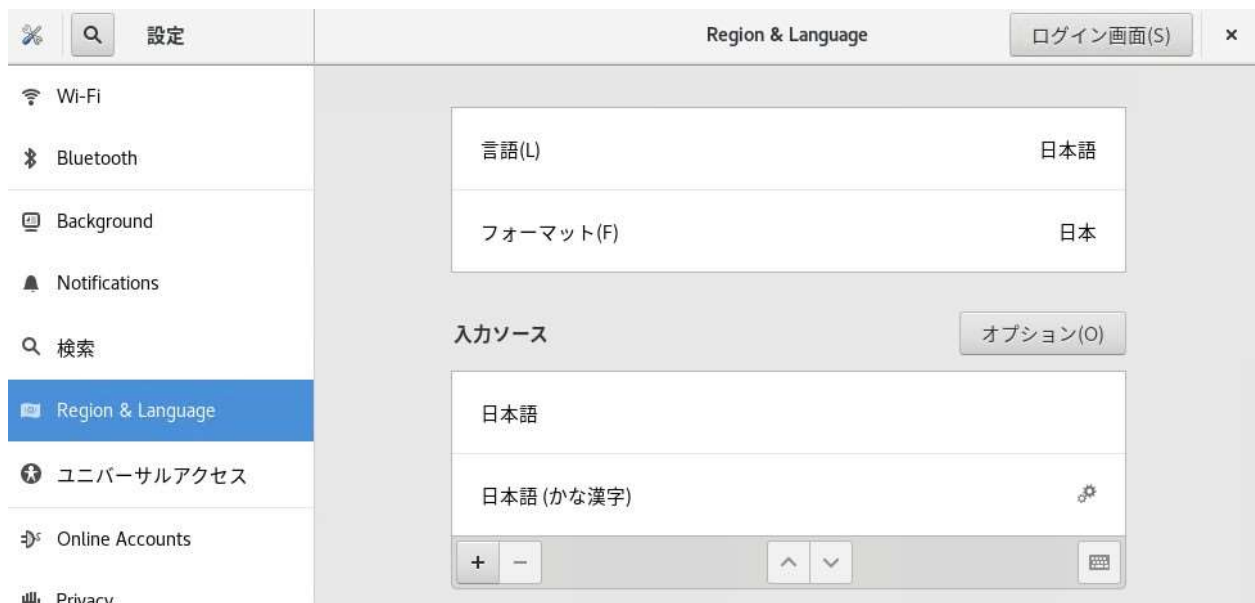 設定
Region & Language
ログイン画面(S)
Wi-Fi
Bluetooth
Background
Notifications
検索
Region & Language
ユニバーサルアクセス
Online Accounts
Privacy
言語(L) 日本語
フォーマット(F) 日本
入力ソース
オプション(O)
日本語
日本語 (かな漢字)